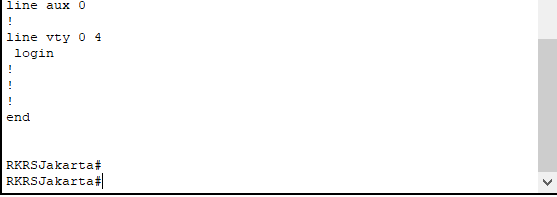 line aux 0
!
line vty 0 4
 login
!
!
!
end
RKRSJakarta#
RKRSJakarta#